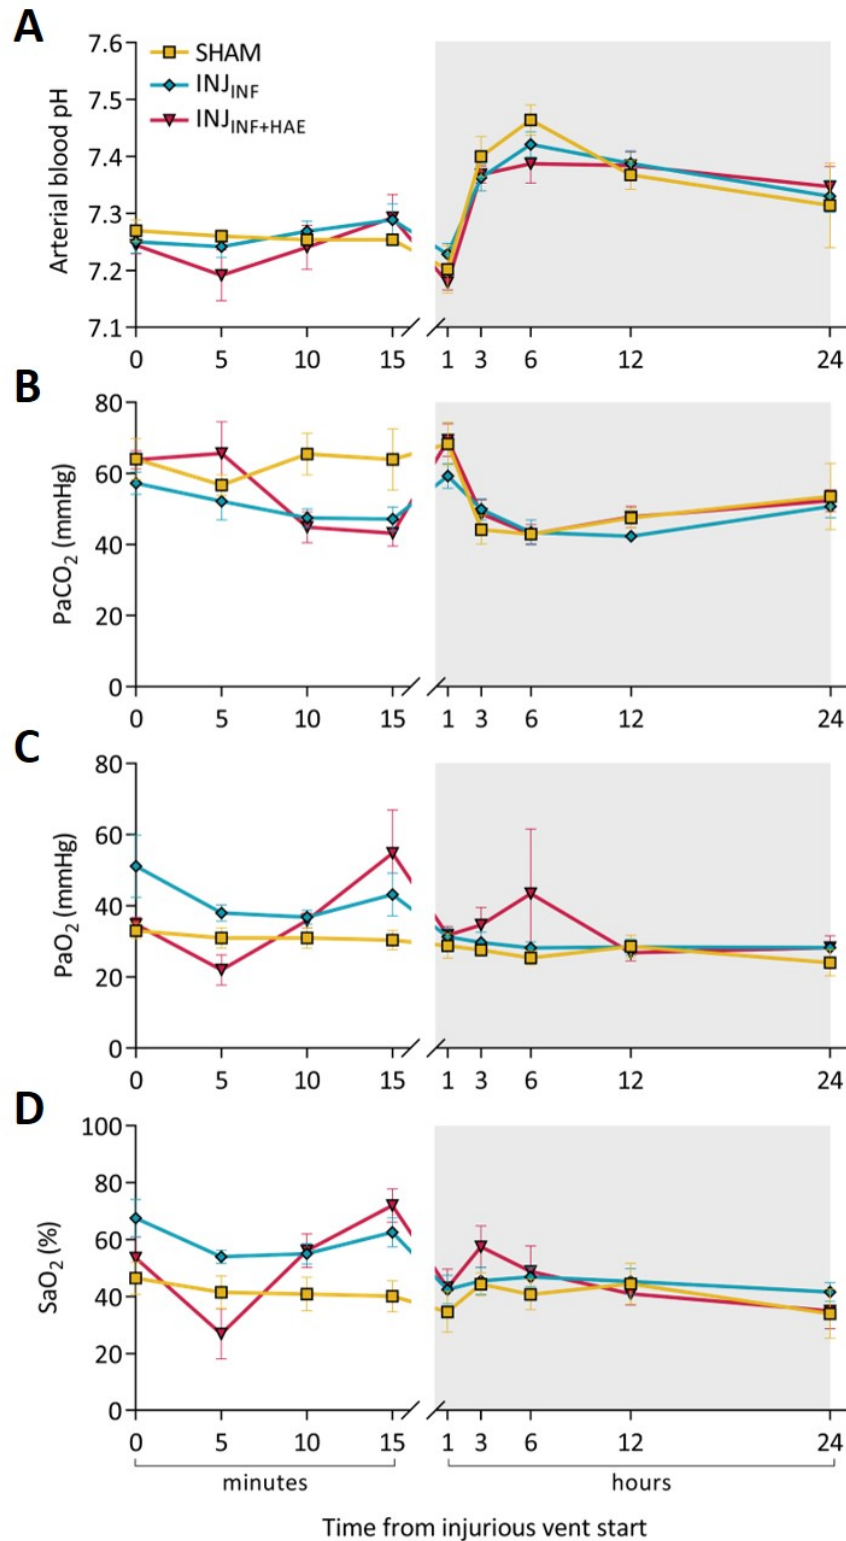 A
SHAM
INJINF
INJINF+HAE
Arterial blood pH
7.6
7.5
7.4
7.3
7.2
7.1
0 5 10 15 1 3 6 12 24
B
PaCO2 (mmHg)
80
60
40
20
0
0 5 10 15 1 3 6 12 24
C
PaO2 (mmHg)
80
60
40
20
0
0 5 10 15 1 3 6 12 24
D
SaO2 (%)
100
80
60
40
20
0
0 5 10 15 1 3 6 12 24
minutes hours
Time from injurious vent start